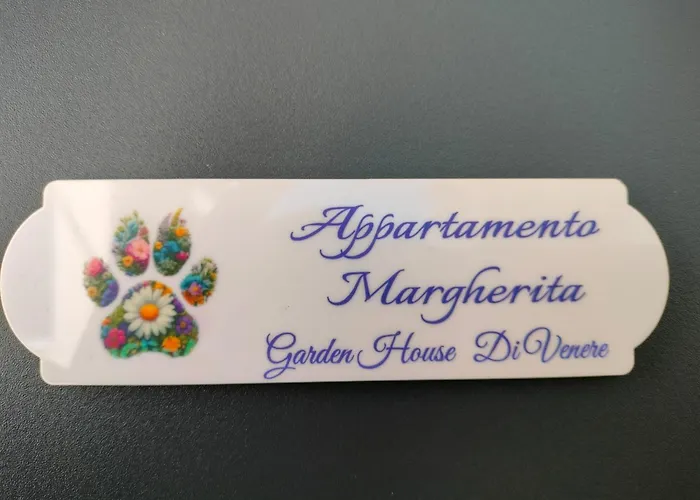 Appartamento
Margherita
Garden House Di Venere